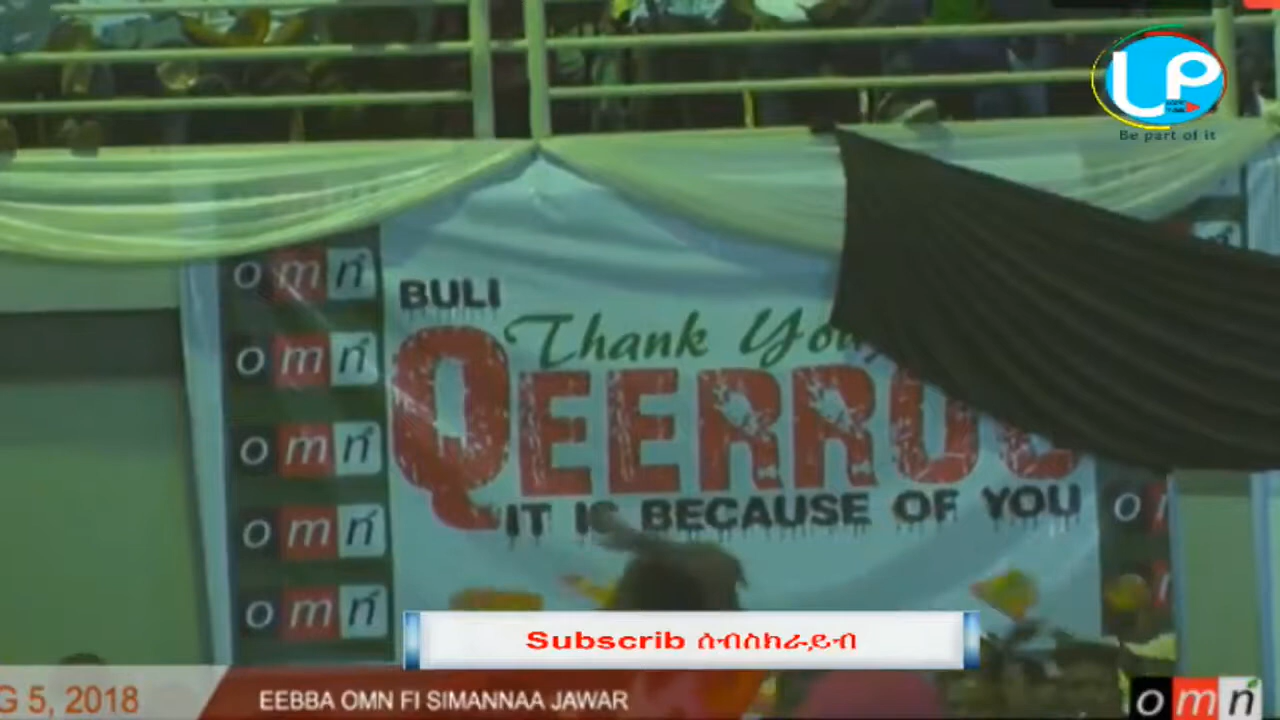 LP
Be part of it
omn
BULI
omn
Thank You
QEERROO
omn
IT IS BECAUSE OF YOU
omn
omn
Subscrib ሰብስክራይብ
G 5, 2018
EEBBA OMN FI SIMANNAA JAWAR
omn